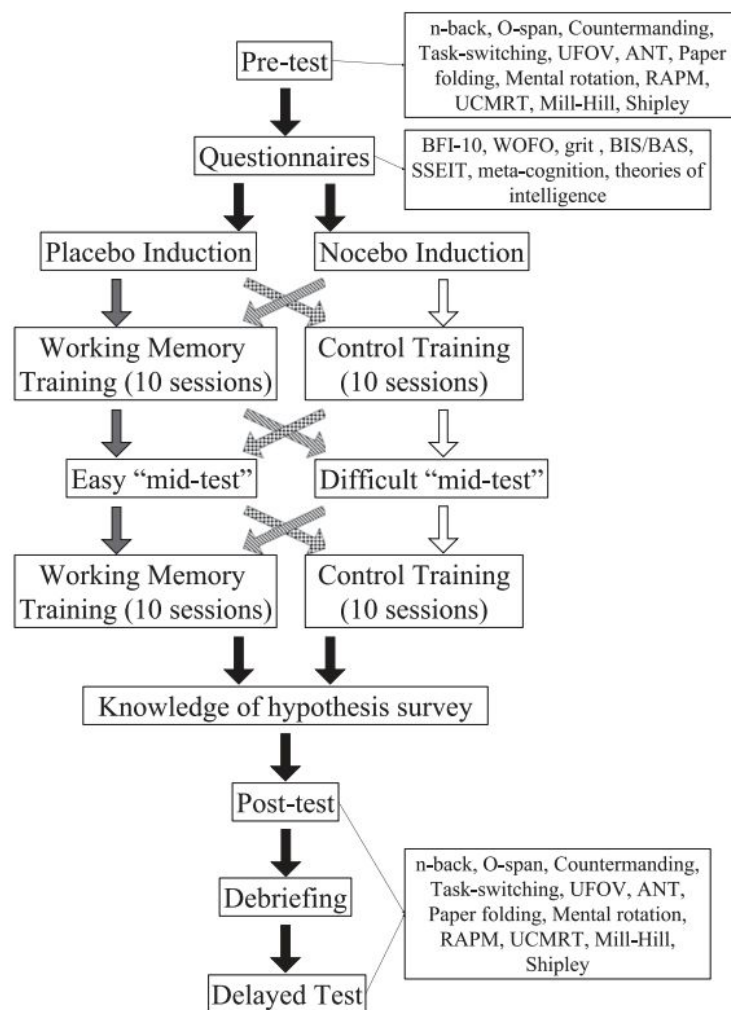 n-back, O-span, Countermanding,
Task-switching, UFOV, ANT, Paper
folding, Mental rotation, RAPM,
UCMRT, Mill-Hill, Shipley
Pre-test
BFI-10, WOFO, grit , BIS/BAS,
SSEIT, meta-cognition, theories of
intelligence
Questionnaires
Placebo Induction
Nocebo Induction
Working Memory
Training (10 sessions)
Control Training
(10 sessions)
Easy “mid-test”
Difficult “mid-test”
Working Memory
Training (10 sessions)
Control Training
(10 sessions)
Knowledge of hypothesis survey
Post-test
Debriefing
Delayed Test
n-back, O-span, Countermanding,
Task-switching, UFOV, ANT,
Paper folding, Mental rotation,
RAPM, UCMRT, Mill-Hill,
Shipley